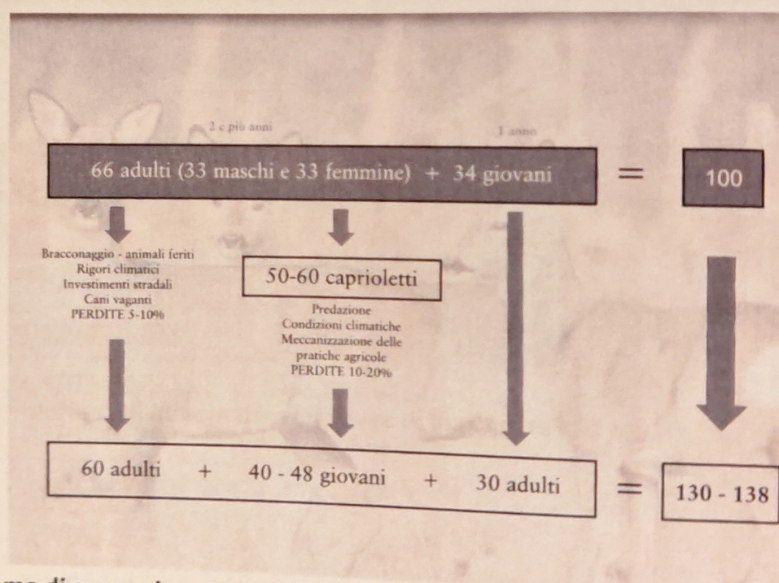 2 e più anni
1 anno
66 adulti (33 maschi e 33 femmine) + 34 giovani = 100
Bracconaggio - animali feriti
Rigori climatici
Investimenti stradali
Cani vaganti
PERDITE 5-10%
50-60 caprioletti
Predazione
Condizioni climatiche
Meccanizzazione delle
pratiche agricole
PERDITE 10-20%
60 adulti + 40 - 48 giovani + 30 adulti = 130 - 138